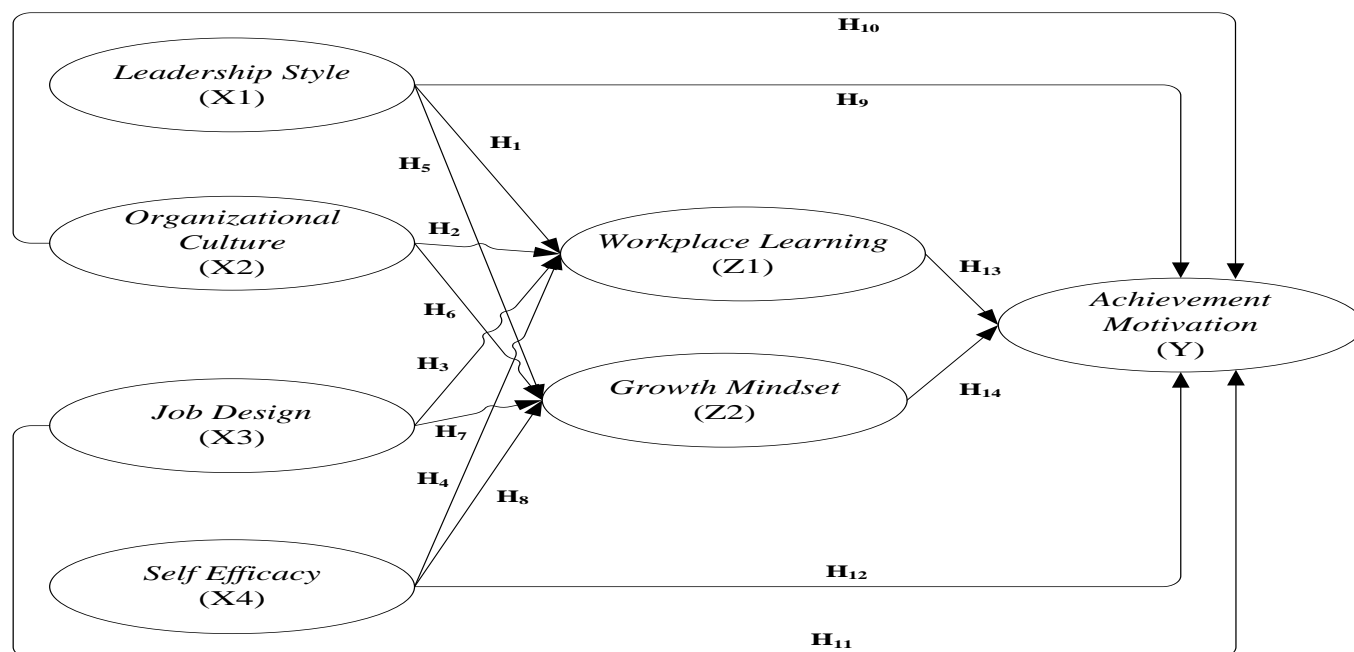 H₁₀
Leadership Style
(X1)
H₉
H₁
H₅
Organizational
Culture
(X2)
H₂
Workplace Learning
(Z1)
H₁₃
Achievement
Motivation
(Y)
H₆
H₃
Growth Mindset
(Z2)
H₁₄
Job Design
(X3)
H₇
H₄
H₈
Self Efficacy
(X4)
H₁₂
H₁₁